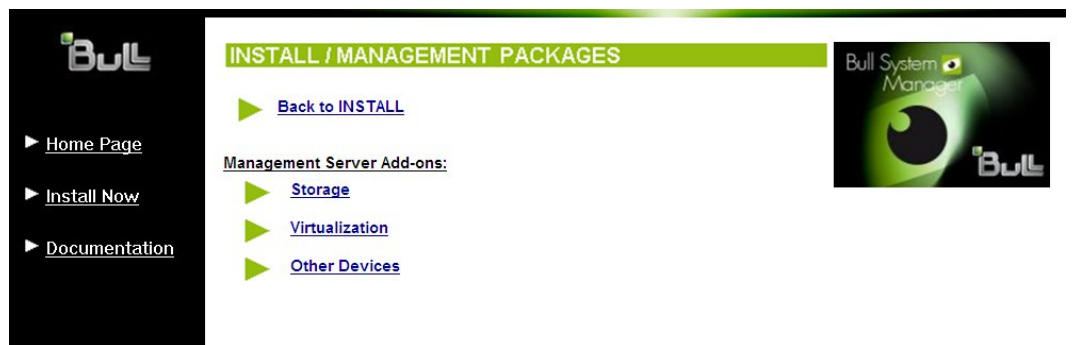 Bull
Home Page
Install Now
Documentation
INSTALL / MANAGEMENT PACKAGES
Back to INSTALL
Management Server Add-ons:
Storage
Virtualization
Other Devices
Bull System
Manager
Bull